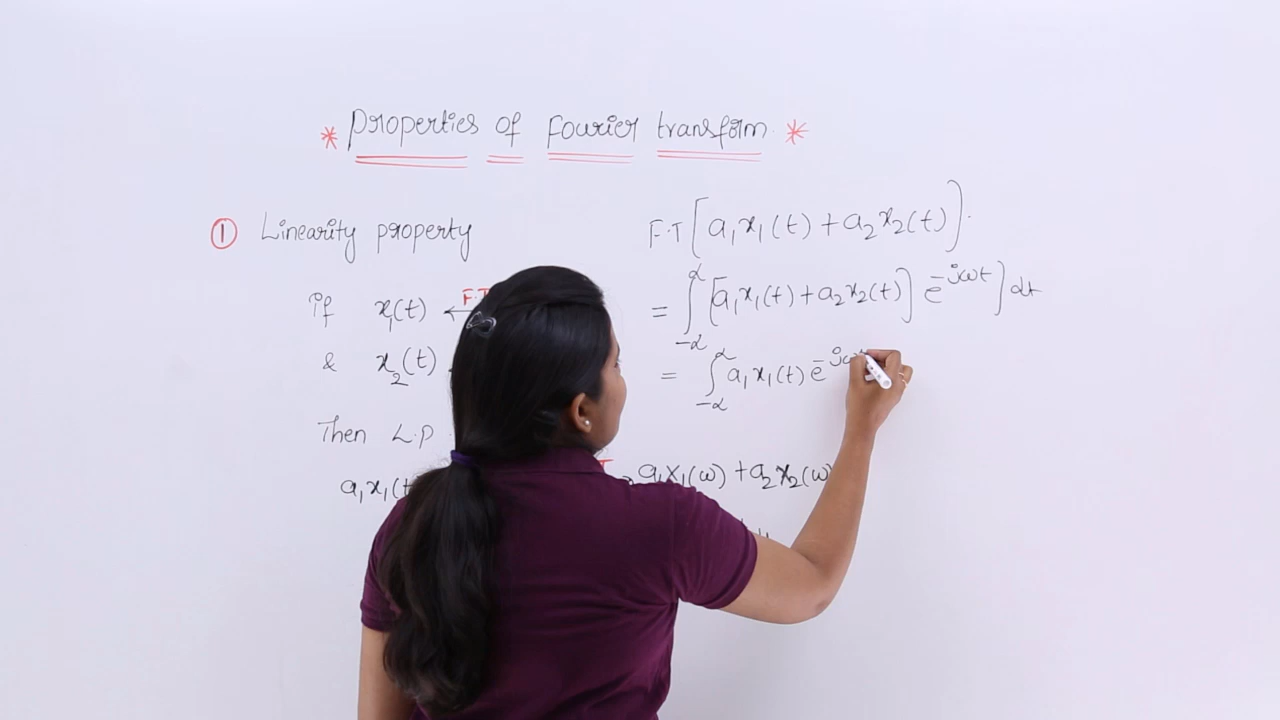 * Properties of fourier transform. *
① Linearity property
F.T [a₁x₁(t) + a₂x₂(t)].
if x₁(t) ← F.T
= ∫_{-α}^{α} [a₁x₁(t) + a₂x₂(t)] e^{-jωt}] dt
& x₂(t)
= ∫_{-α}^{α} a₁x₁(t) e^{-jω
Then L.P
a₁x₁(t a₁X₁(ω) + a₂X₂(ω)